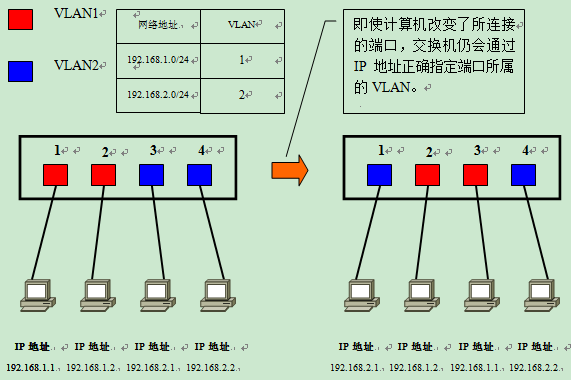 VLAN1
VLAN2
网络地址 VLAN
192.168.1.0/24 1
192.168.2.0/24 2
即使计算机改变了所连接
的端口，交换机仍会通过
IP 地址正确指定端口所属
的 VLAN。
1 2 3 4
1 2 3 4
IP 地址 IP 地址 IP 地址 IP 地址
192.168.1.1 192.168.1.2 192.168.2.1 192.168.2.2
IP 地址 IP 地址 IP 地址 IP 地址
192.168.2.1 192.168.1.2 192.168.1.1 192.168.2.2